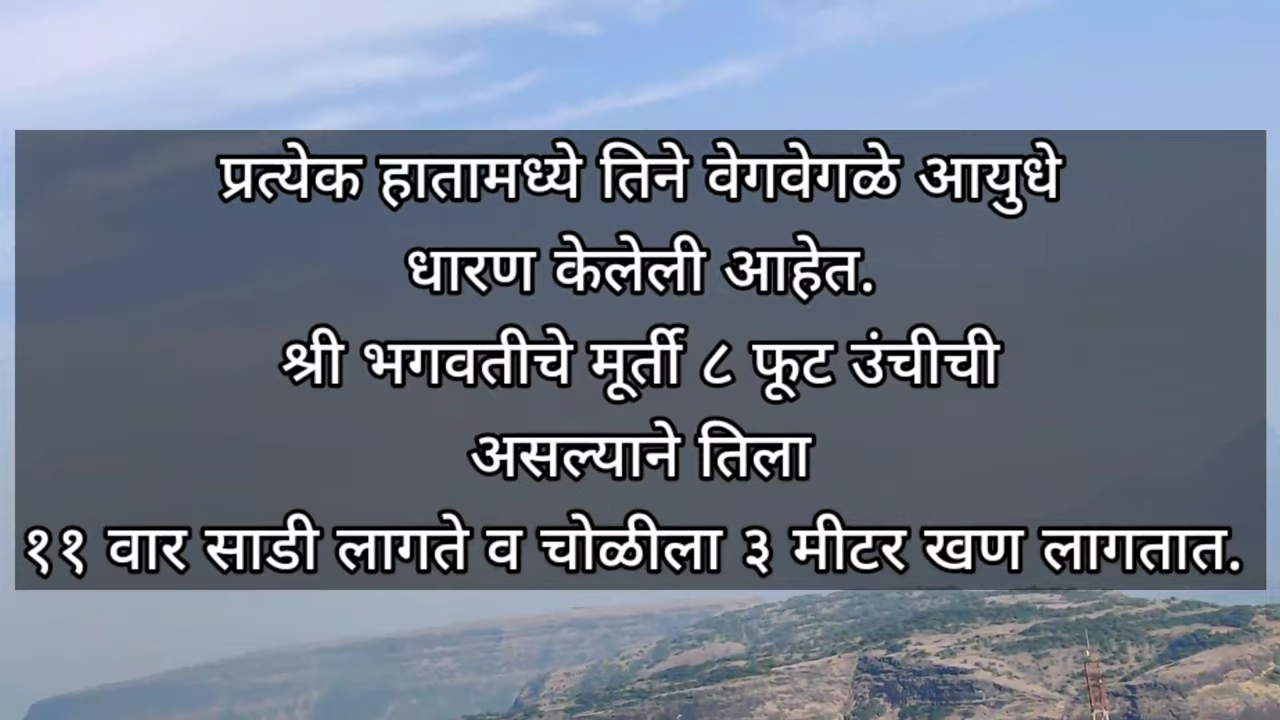 प्रत्येक हातामध्ये तिने वेगवेगळे आयुधे
धारण केलेली आहेत.
श्री भगवतीचे मूर्ती ८ फूट उंचीची
असल्याने तिला
११ वार साडी लागते व चोळीला ३ मीटर खण लागतात.